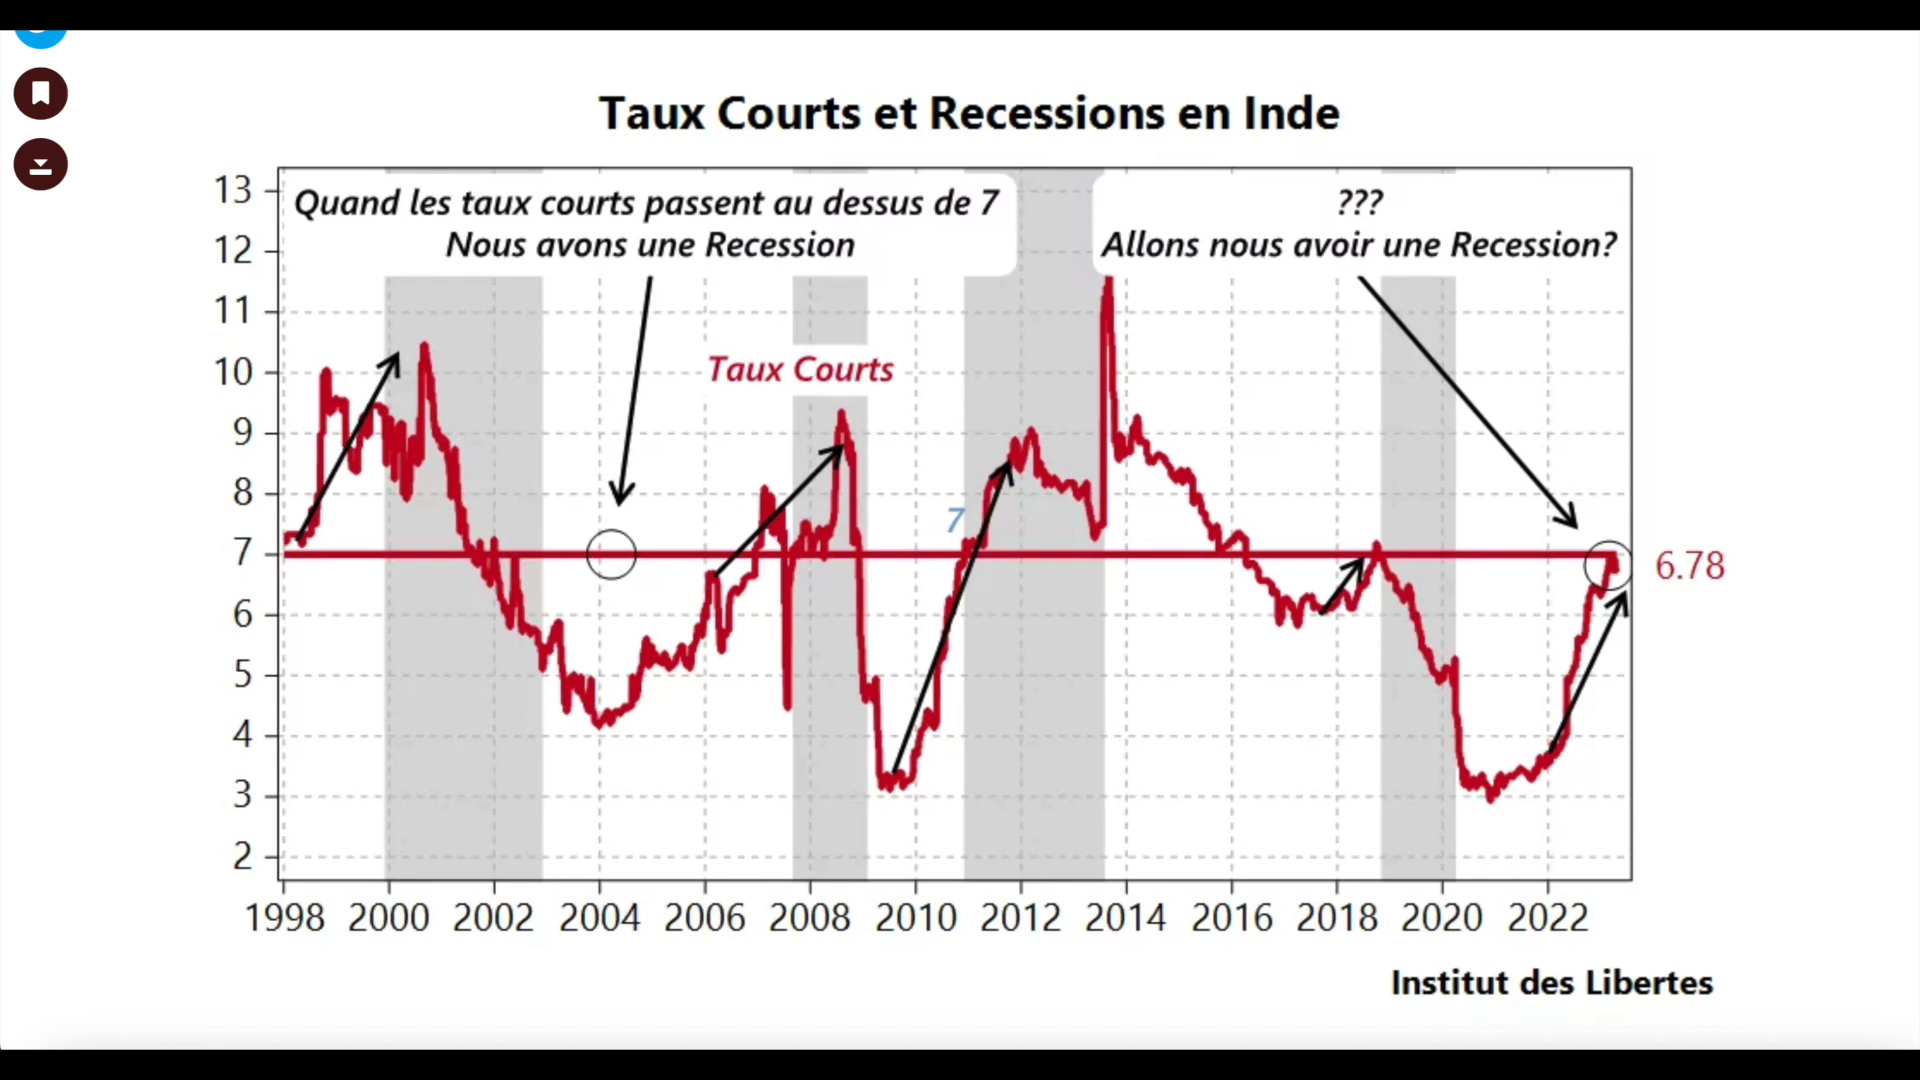 Taux Courts et Recessions en Inde
13
12
11
10
9
8
7
6
5
4
3
2
Quand les taux courts passent au dessus de 7
Nous avons une Recession
???
Allons nous avoir une Recession?
Taux Courts
7
6.78
1998 2000 2002 2004 2006 2008 2010 2012 2014 2016 2018 2020 2022
Institut des Libertes